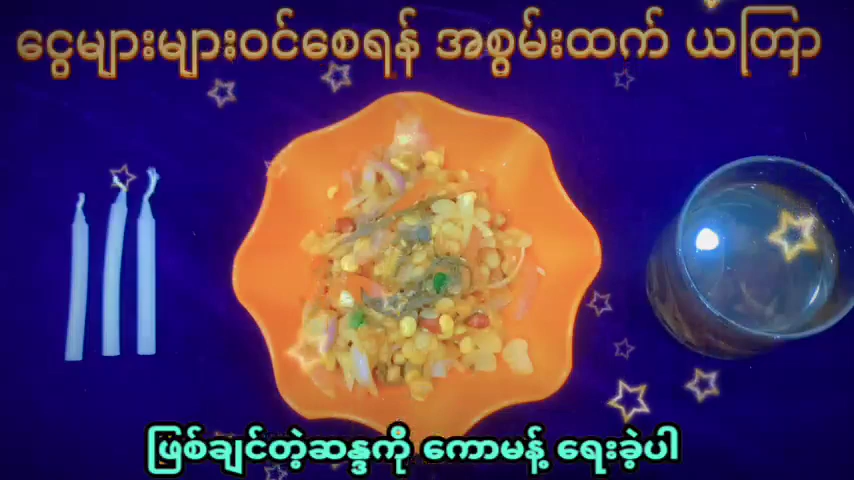 ငွေများများဝင်စေရန် အစွမ်းထက် ယတြာ
ဖြစ်ချင်တဲ့ဆန္ဒကို ကောမန့် ရေးခဲ့ပါ